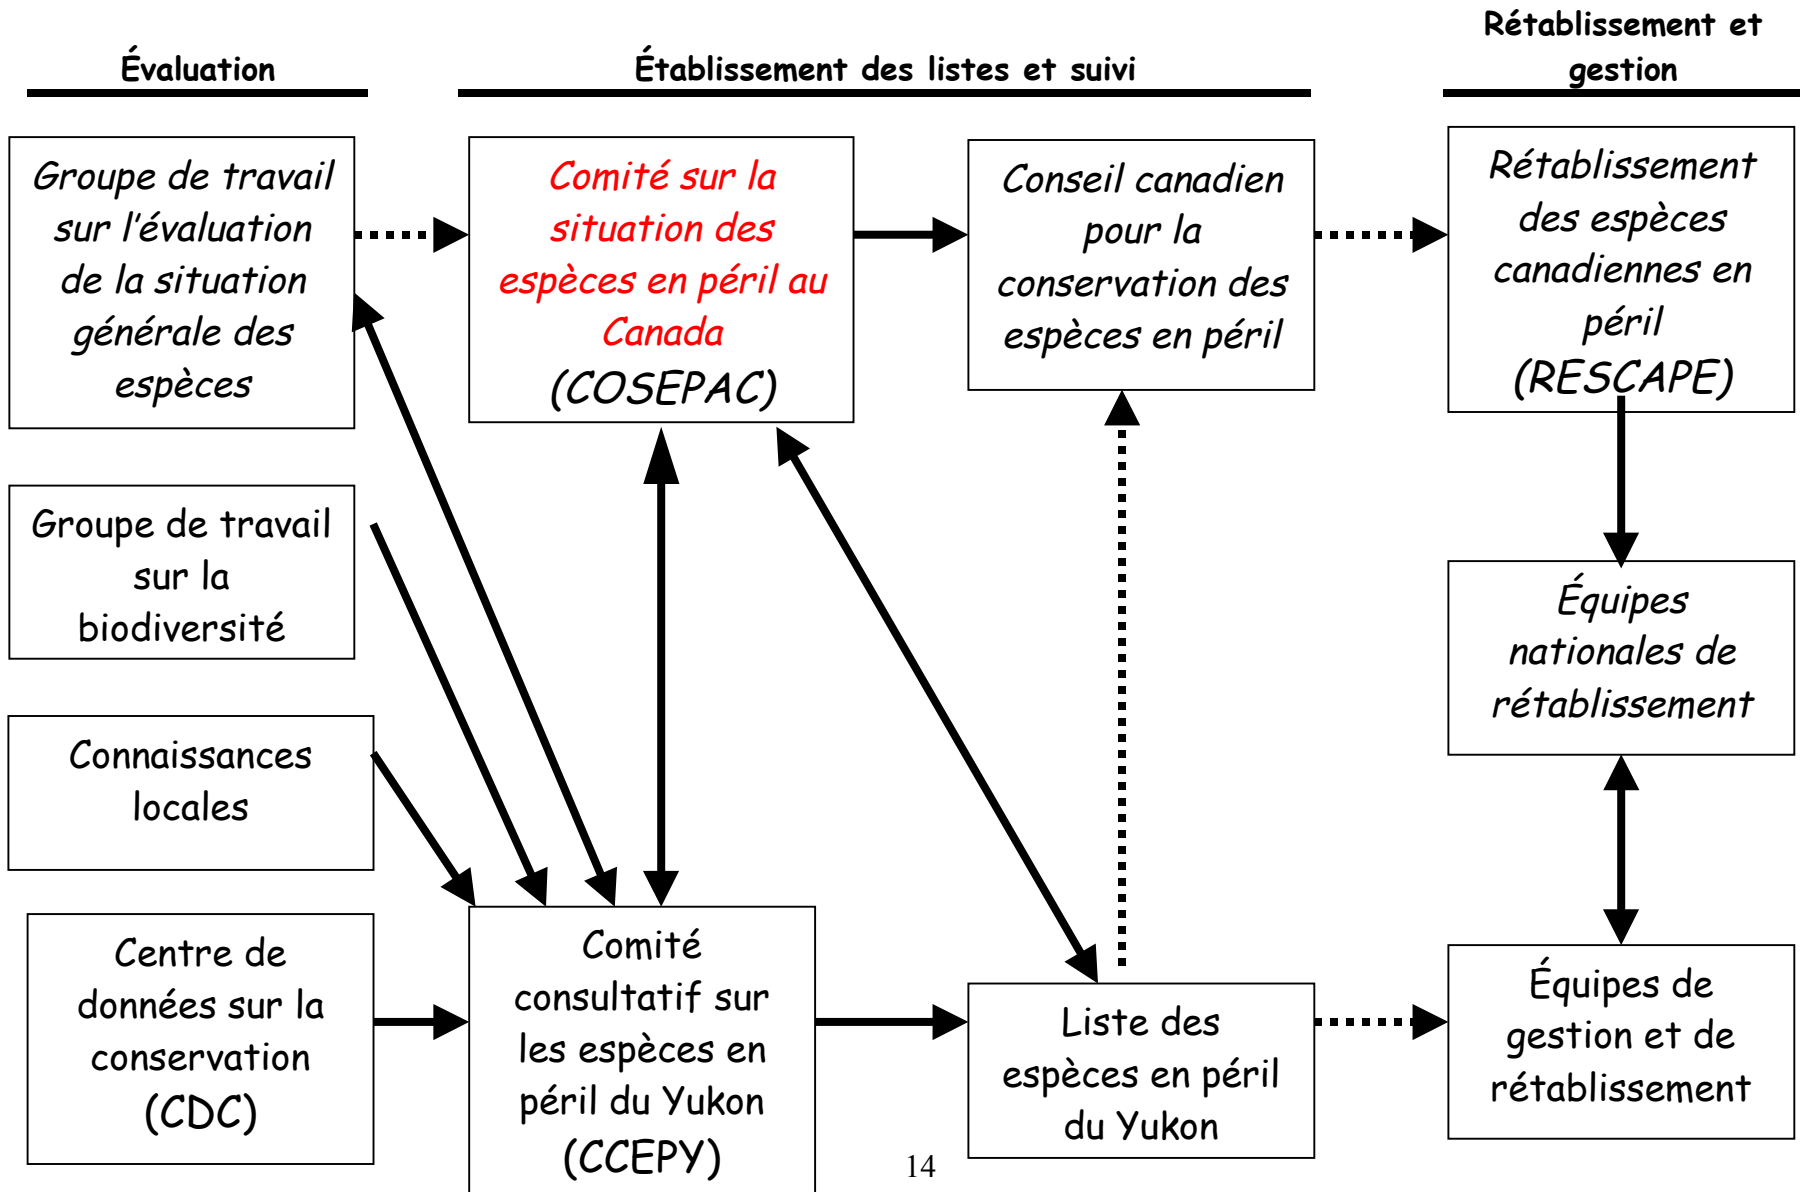 Évaluation
Établissement des listes et suivi
Rétablissement et
gestion
Groupe de travail
sur l'évaluation
de la situation
générale des
espèces
Comité sur la
situation des
espèces en péril au
Canada
(COSEPAC)
Conseil canadien
pour la
conservation des
espèces en péril
Rétablissement
des espèces
canadiennes en
péril
(RESCAPE)
Groupe de travail
sur la
biodiversité
Équipes
nationales de
rétablissement
Connaissances
locales
Centre de
données sur la
conservation
(CDC)
Comité
consultatif sur
les espèces en
péril du Yukon
(CCEPY)
Liste des
espèces en péril
du Yukon
Équipes de
gestion et de
rétablissement
14